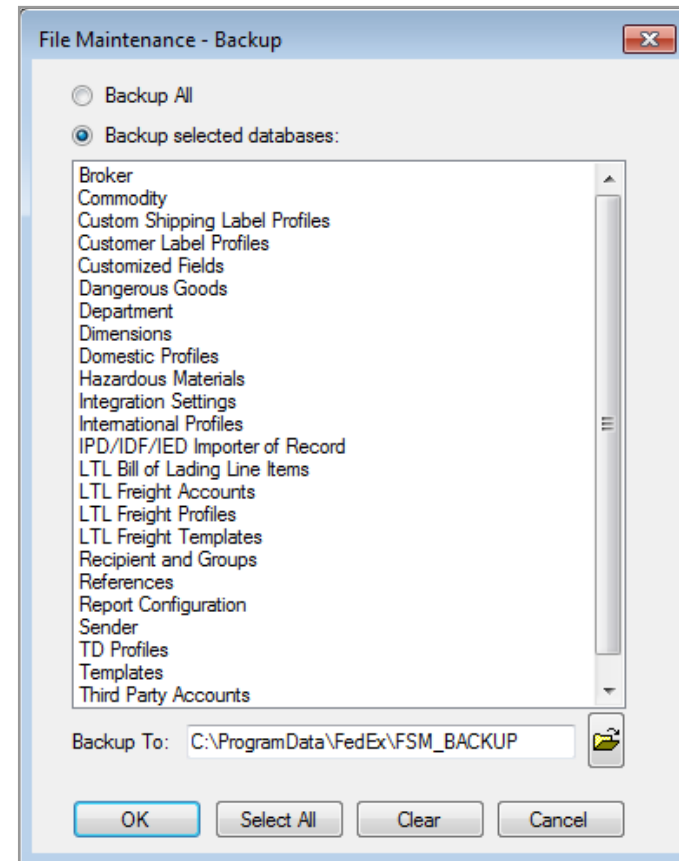 File Maintenance - Backup
Backup All
Backup selected databases:
Broker
Commodity
Custom Shipping Label Profiles
Customer Label Profiles
Customized Fields
Dangerous Goods
Department
Dimensions
Domestic Profiles
Hazardous Materials
Integration Settings
International Profiles
IPD/IDF/IED Importer of Record
LTL Bill of Lading Line Items
LTL Freight Accounts
LTL Freight Profiles
LTL Freight Templates
Recipient and Groups
References
Report Configuration
Sender
TD Profiles
Templates
Third Party Accounts
Backup To: C:\ProgramData\FedEx\FSM_BACKUP
OK Select All Clear Cancel